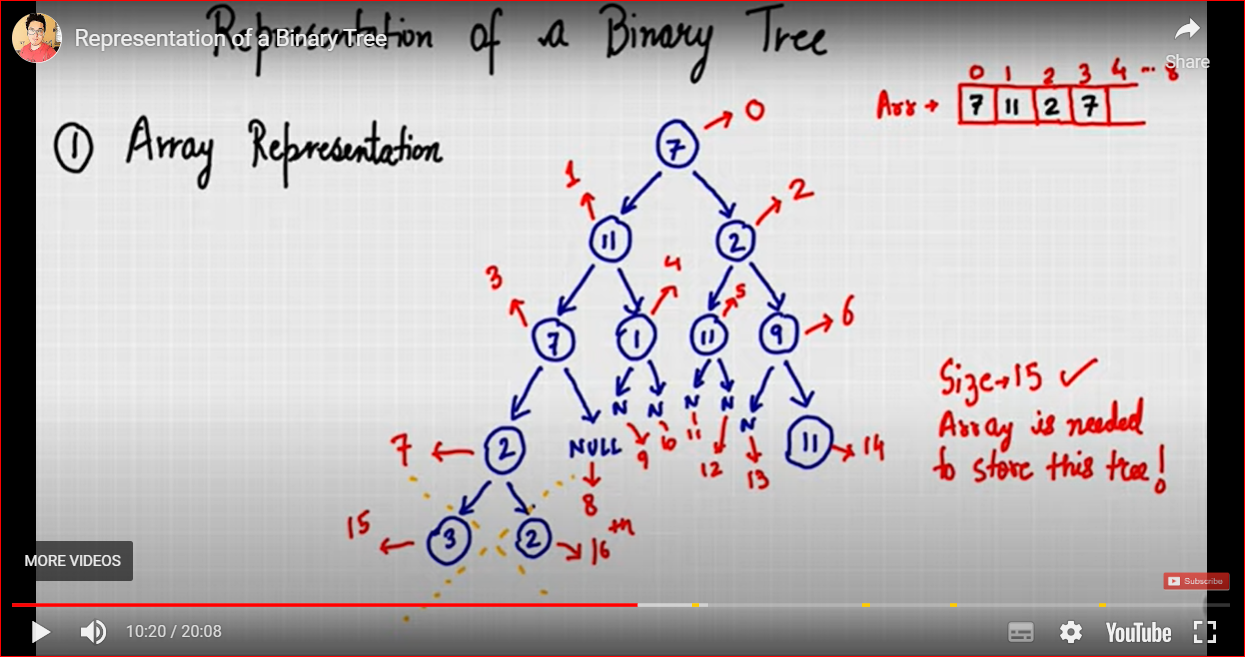 Representation of a Binary Tree
Representation of a Binary Tree
Share
0 1 2 3 4 ... 8
Arr → 7 11 2 7
① Array Representation
7 → 0
1
2
11
2
3
4
5
7
1
11
9 → 6
N N N N
N
Size → 15 ✓
Array is needed
to store this tree!
7 ← 2
NULL
9 10 11
12
13
11 → 14
8
15 ← 3
2 → 16th
MORE VIDEOS
Subscribe
10:20 / 20:08
YouTube